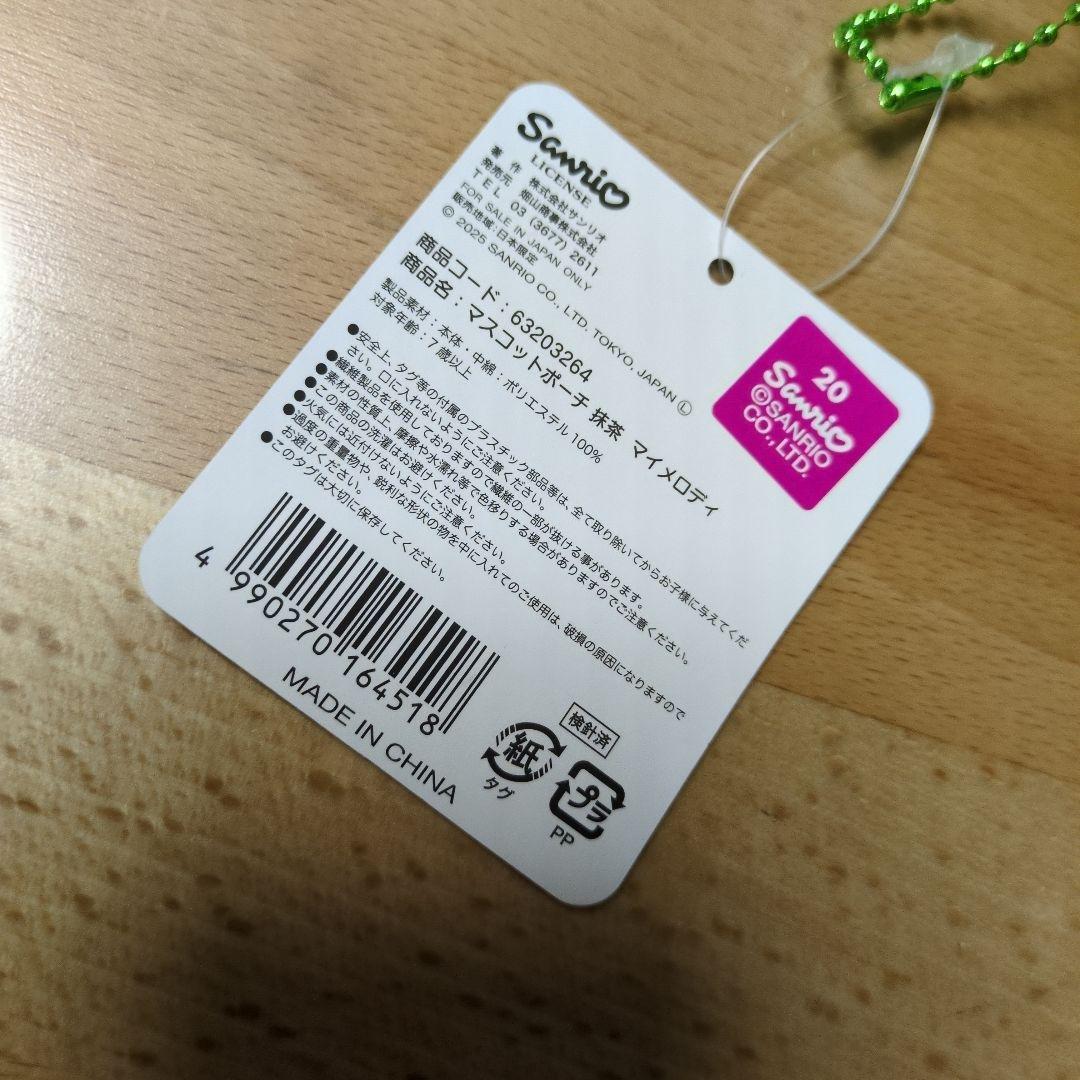 Sanrio
LICENSE
著作 株式会社サンリオ
発売元 畑山商事株式会社
TEL 03 (3677) 2611
FOR SALE IN JAPAN ONLY
販売地域：日本限定
© 2025 SANRIO CO., LTD. TOKYO, JAPAN Ⓛ
商品コード：63203264
商品名：マスコットポーチ 抹茶 マイメロディ
製品素材：本体・中綿：ポリエステル100%
対象年齢：7歳以上
●安全上、タグ等の付属のプラスチック部品等は、全て取り除いてからお子様に与えてくだ
さい。口に入れないようにご注意ください。
●繊維製品を使用しておりますので繊維の一部が抜ける事があります。
●素材の性質上、摩擦や水濡れ等で色移りする場合がありますのでご注意ください。
●この商品の洗濯はお避けください。
●火気には近付けないようにご注意ください。
●過度の重量物や、鋭利な形状の物を中に入れてのご使用は、破損の原因になりますので
お避けください。
●このタグは大切に保存してください。
4 990270 164518
MADE IN CHINA
検針済
紙
タグ
プラ
PP
20
Sanrio
©SANRIO
CO., LTD.